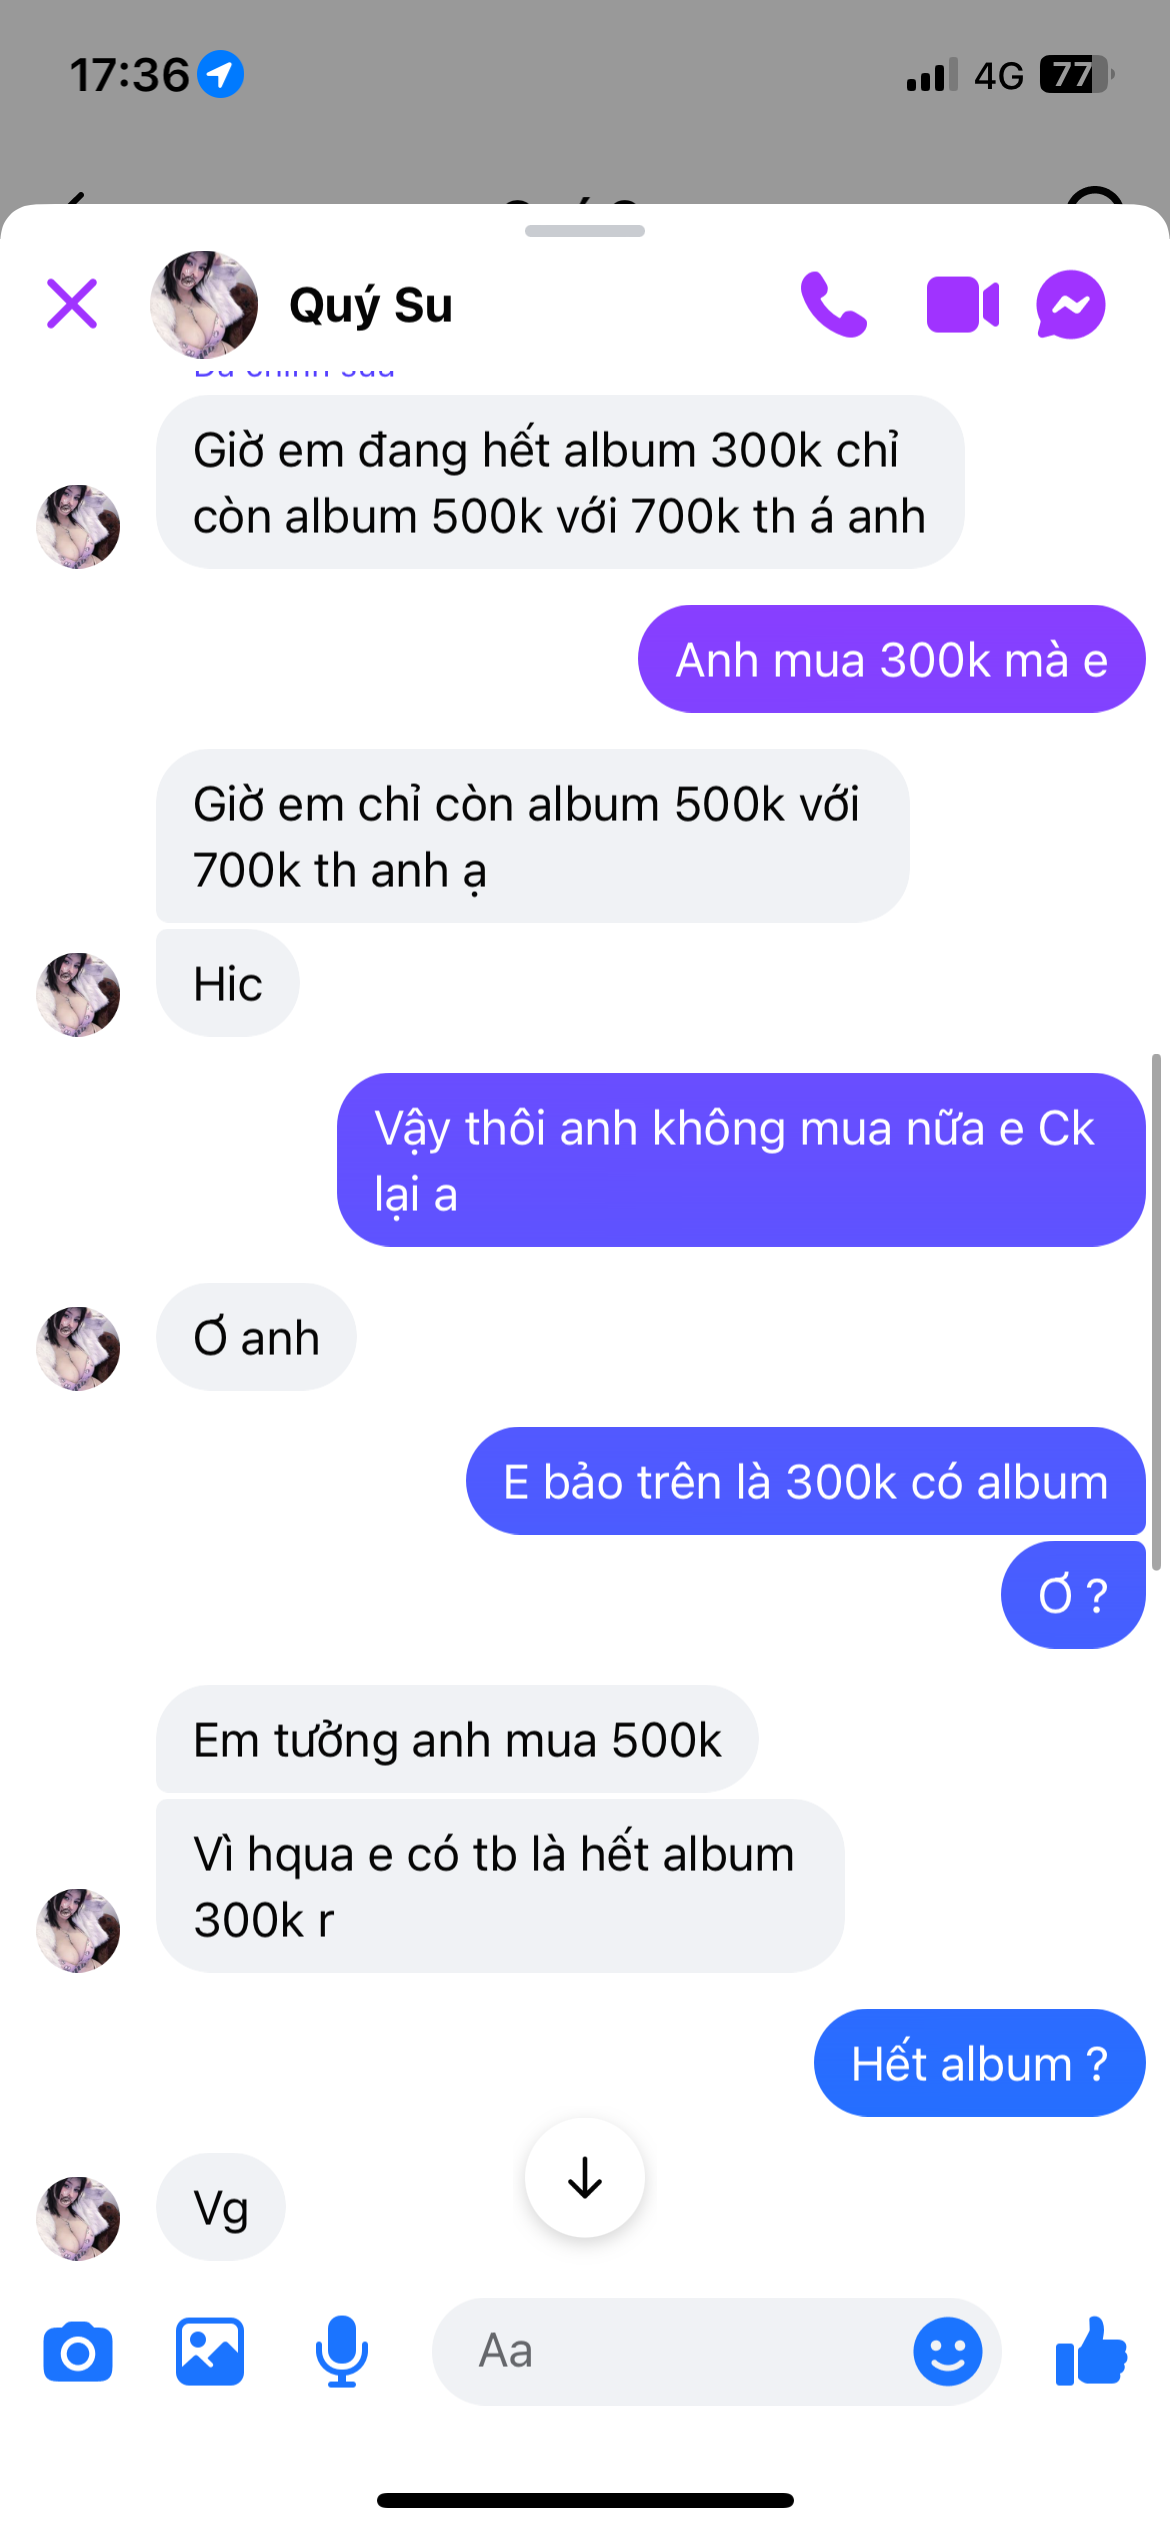 17:36
4G
77
Quý Su
Đã chỉnh sửa
Giờ em đang hết album 300k chỉ
còn album 500k với 700k th á anh
Anh mua 300k mà e
Giờ em chỉ còn album 500k với
700k th anh ạ
Hic
Vậy thôi anh không mua nữa e Ck
lại a
Ơ anh
E bảo trên là 300k có album
Ơ ?
Em tưởng anh mua 500k
Vì hqua e có tb là hết album
300k r
Hết album ?
Vg
Aa